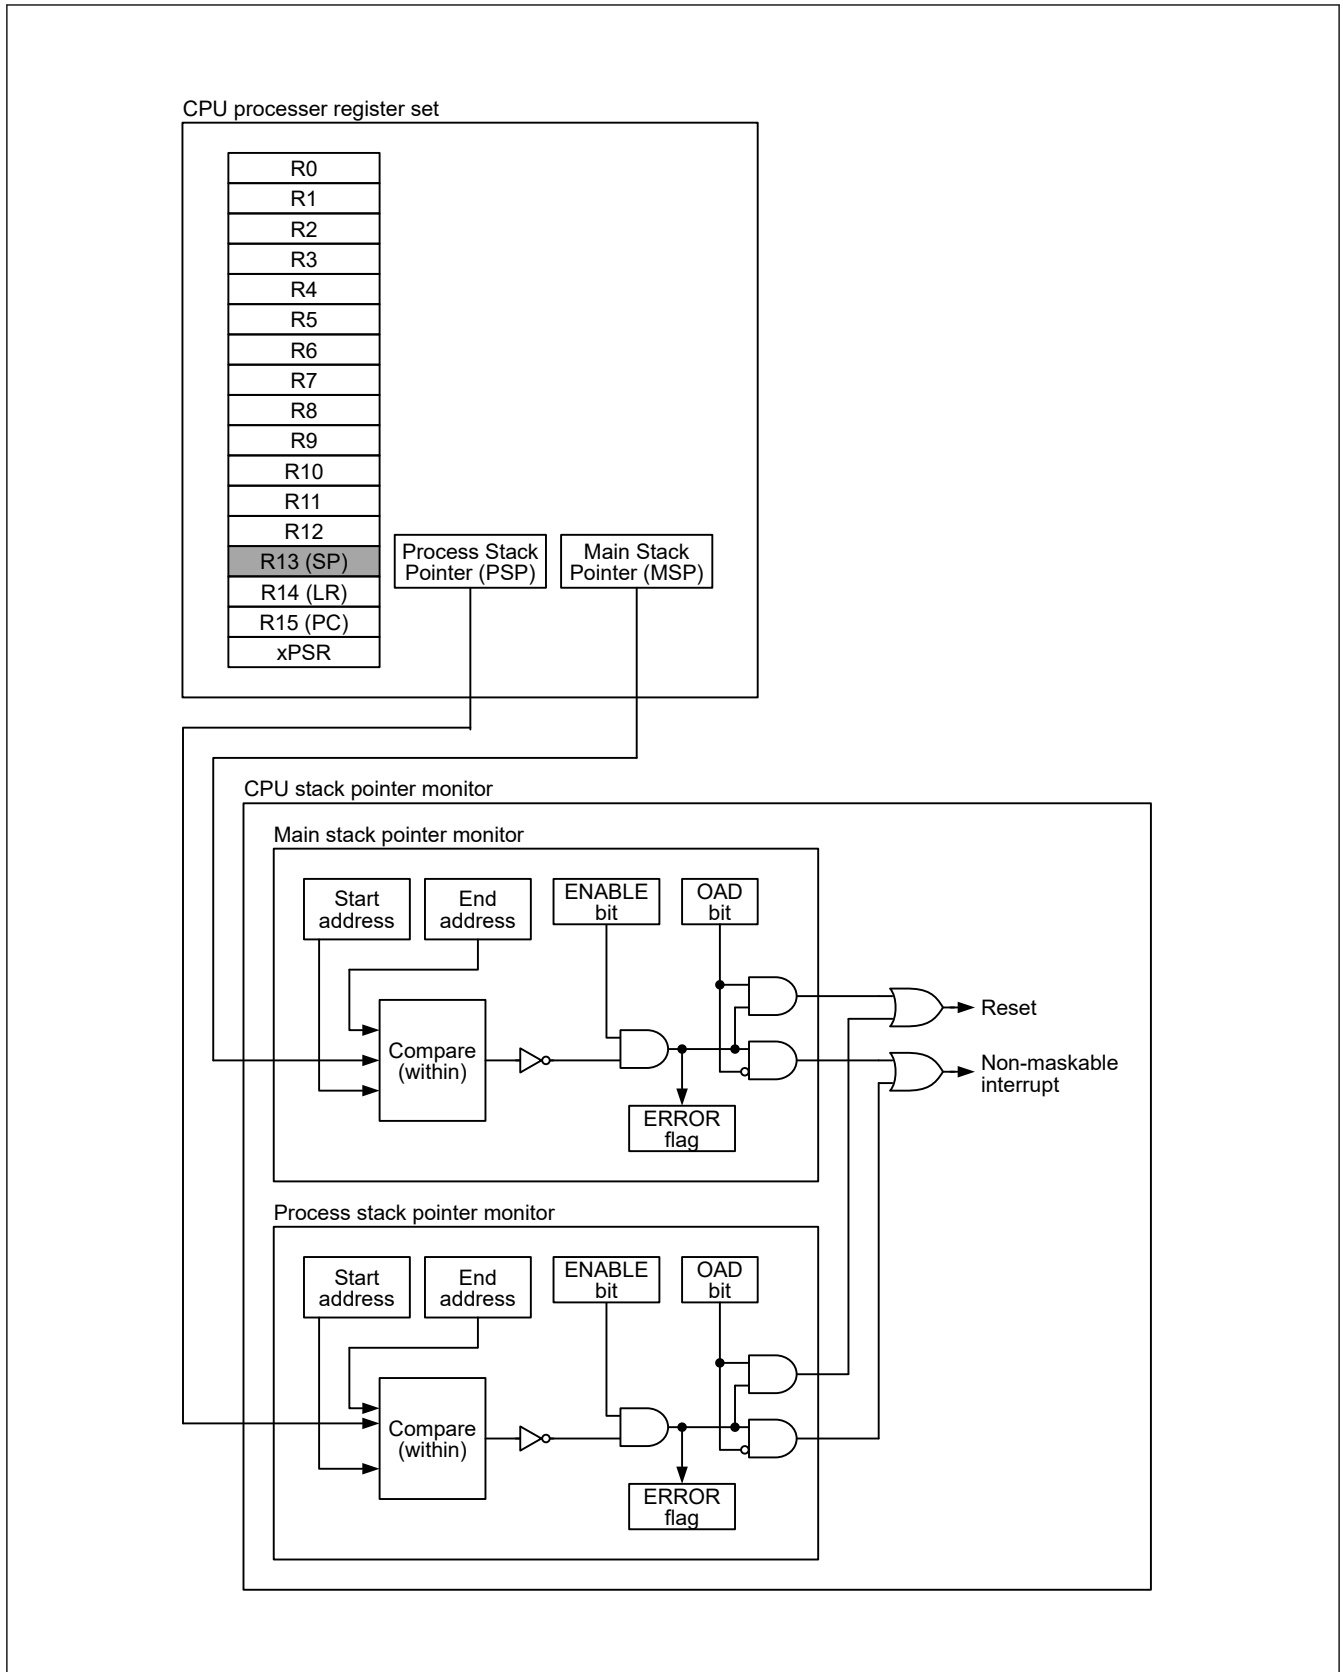 CPU processer register set
R0
R1
R2
R3
R4
R5
R6
R7
R8
R9
R10
R11
R12
R13 (SP)
R14 (LR)
R15 (PC)
xPSR
Process Stack
Pointer (PSP)
Main Stack
Pointer (MSP)
CPU stack pointer monitor
Main stack pointer monitor
Start
address
End
address
ENABLE
bit
OAD
bit
Compare
(within)
ERROR
flag
Reset
Non-maskable
interrupt
Process stack pointer monitor
Start
address
End
address
ENABLE
bit
OAD
bit
Compare
(within)
ERROR
flag